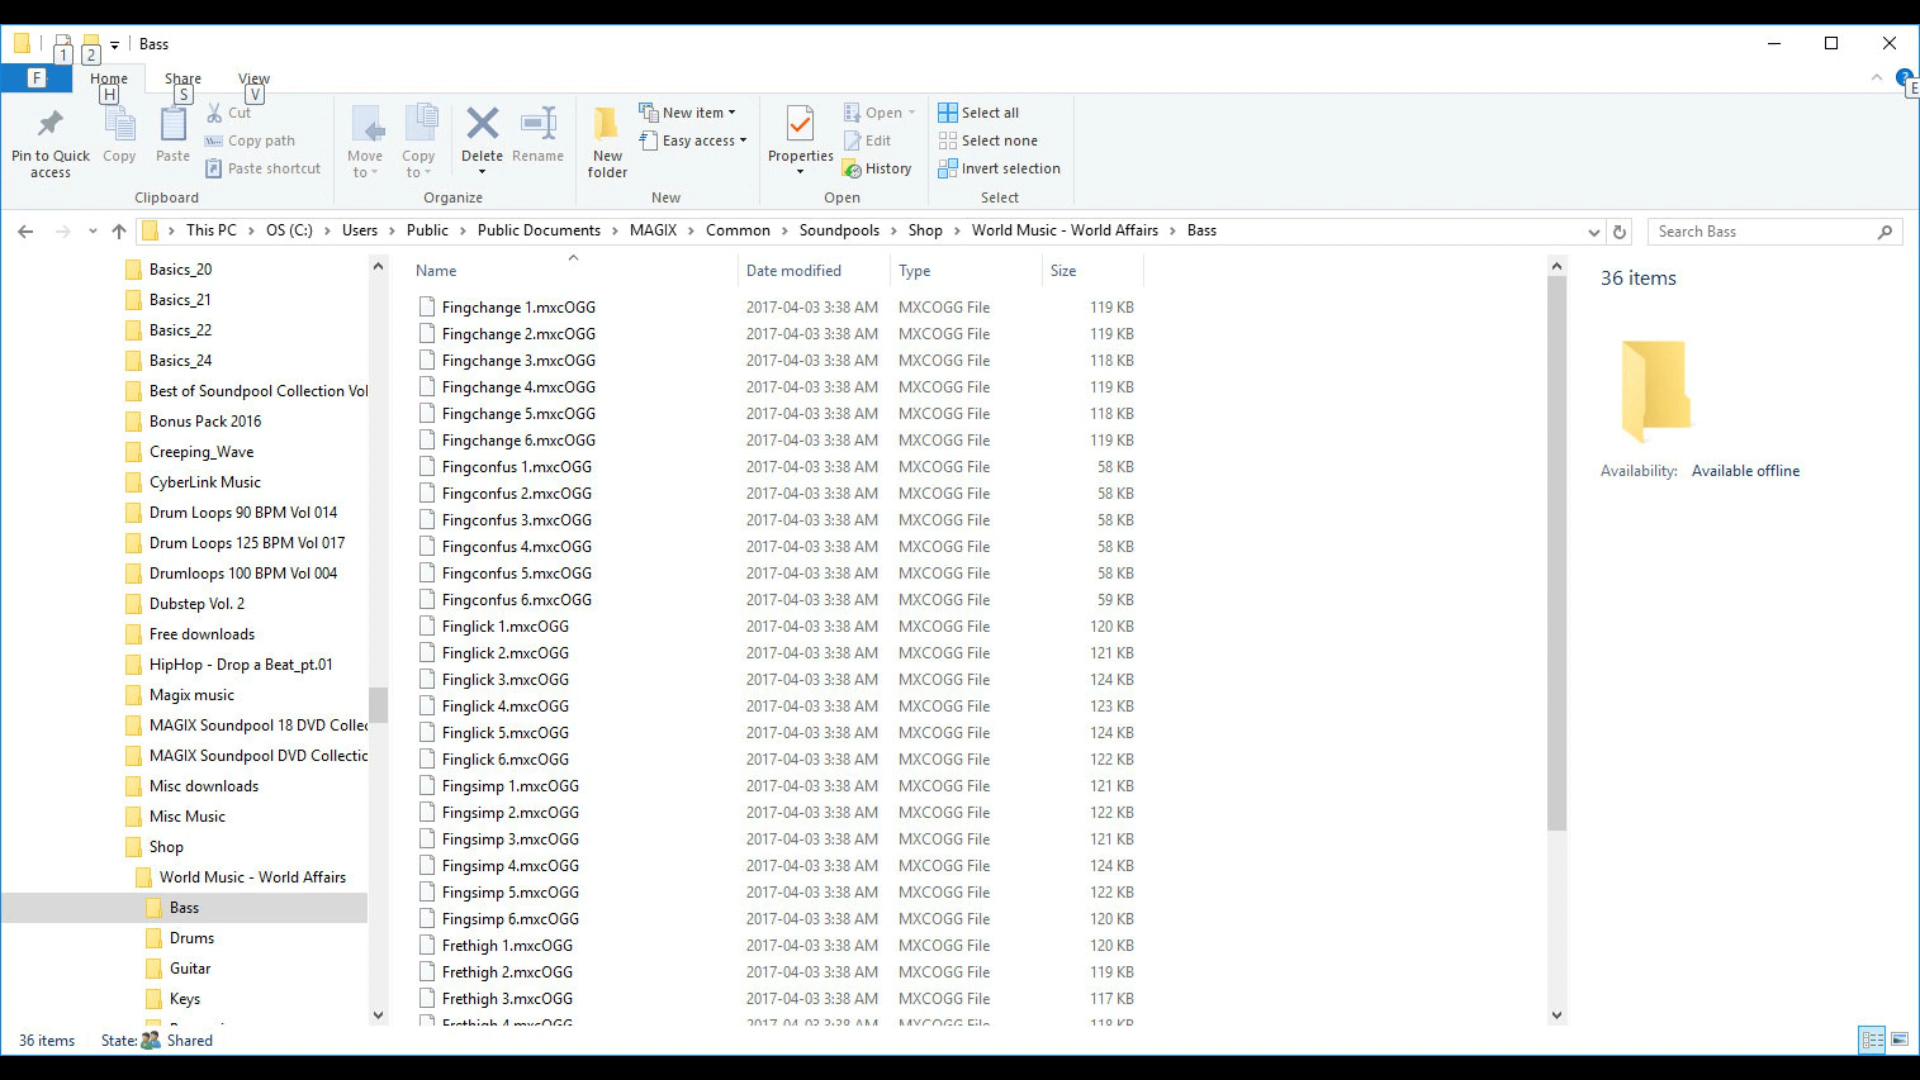 1 2 Bass
F Home Share View
H S V E
Pin to Quick access
Copy
Paste
Cut
Copy path
Paste shortcut
Clipboard
Move to
Copy to
Delete
Rename
Organize
New folder
New item
Easy access
New
Properties
Open
Edit
History
Open
Select all
Select none
Invert selection
Select
This PC > OS (C:) > Users > Public > Public Documents > MAGIX > Common > Soundpools > Shop > World Music - World Affairs > Bass
Search Bass
Basics_20
Basics_21
Basics_22
Basics_24
Best of Soundpool Collection Vol
Bonus Pack 2016
Creeping_Wave
CyberLink Music
Drum Loops 90 BPM Vol 014
Drum Loops 125 BPM Vol 017
Drumloops 100 BPM Vol 004
Dubstep Vol. 2
Free downloads
HipHop - Drop a Beat_pt.01
Magix music
MAGIX Soundpool 18 DVD Collec
MAGIX Soundpool DVD Collectic
Misc downloads
Misc Music
Shop
World Music - World Affairs
Bass
Drums
Guitar
Keys
Name Date modified Type Size
Fingchange 1.mxcOGG 2017-04-03 3:38 AM MXCOGG File 119 KB
Fingchange 2.mxcOGG 2017-04-03 3:38 AM MXCOGG File 119 KB
Fingchange 3.mxcOGG 2017-04-03 3:38 AM MXCOGG File 118 KB
Fingchange 4.mxcOGG 2017-04-03 3:38 AM MXCOGG File 119 KB
Fingchange 5.mxcOGG 2017-04-03 3:38 AM MXCOGG File 118 KB
Fingchange 6.mxcOGG 2017-04-03 3:38 AM MXCOGG File 119 KB
Fingconfus 1.mxcOGG 2017-04-03 3:38 AM MXCOGG File 58 KB
Fingconfus 2.mxcOGG 2017-04-03 3:38 AM MXCOGG File 58 KB
Fingconfus 3.mxcOGG 2017-04-03 3:38 AM MXCOGG File 58 KB
Fingconfus 4.mxcOGG 2017-04-03 3:38 AM MXCOGG File 58 KB
Fingconfus 5.mxcOGG 2017-04-03 3:38 AM MXCOGG File 58 KB
Fingconfus 6.mxcOGG 2017-04-03 3:38 AM MXCOGG File 59 KB
Finglick 1.mxcOGG 2017-04-03 3:38 AM MXCOGG File 120 KB
Finglick 2.mxcOGG 2017-04-03 3:38 AM MXCOGG File 121 KB
Finglick 3.mxcOGG 2017-04-03 3:38 AM MXCOGG File 124 KB
Finglick 4.mxcOGG 2017-04-03 3:38 AM MXCOGG File 123 KB
Finglick 5.mxcOGG 2017-04-03 3:38 AM MXCOGG File 124 KB
Finglick 6.mxcOGG 2017-04-03 3:38 AM MXCOGG File 122 KB
Fingsimp 1.mxcOGG 2017-04-03 3:38 AM MXCOGG File 121 KB
Fingsimp 2.mxcOGG 2017-04-03 3:38 AM MXCOGG File 122 KB
Fingsimp 3.mxcOGG 2017-04-03 3:38 AM MXCOGG File 121 KB
Fingsimp 4.mxcOGG 2017-04-03 3:38 AM MXCOGG File 124 KB
Fingsimp 5.mxcOGG 2017-04-03 3:38 AM MXCOGG File 122 KB
Fingsimp 6.mxcOGG 2017-04-03 3:38 AM MXCOGG File 120 KB
Frethigh 1.mxcOGG 2017-04-03 3:38 AM MXCOGG File 120 KB
Frethigh 2.mxcOGG 2017-04-03 3:38 AM MXCOGG File 119 KB
Frethigh 3.mxcOGG 2017-04-03 3:38 AM MXCOGG File 117 KB
Frethigh 4.mxcOGG 2017-04-03 3:38 AM MXCOGG File 118 KB
36 items
Availability: Available offline
36 items State: Shared